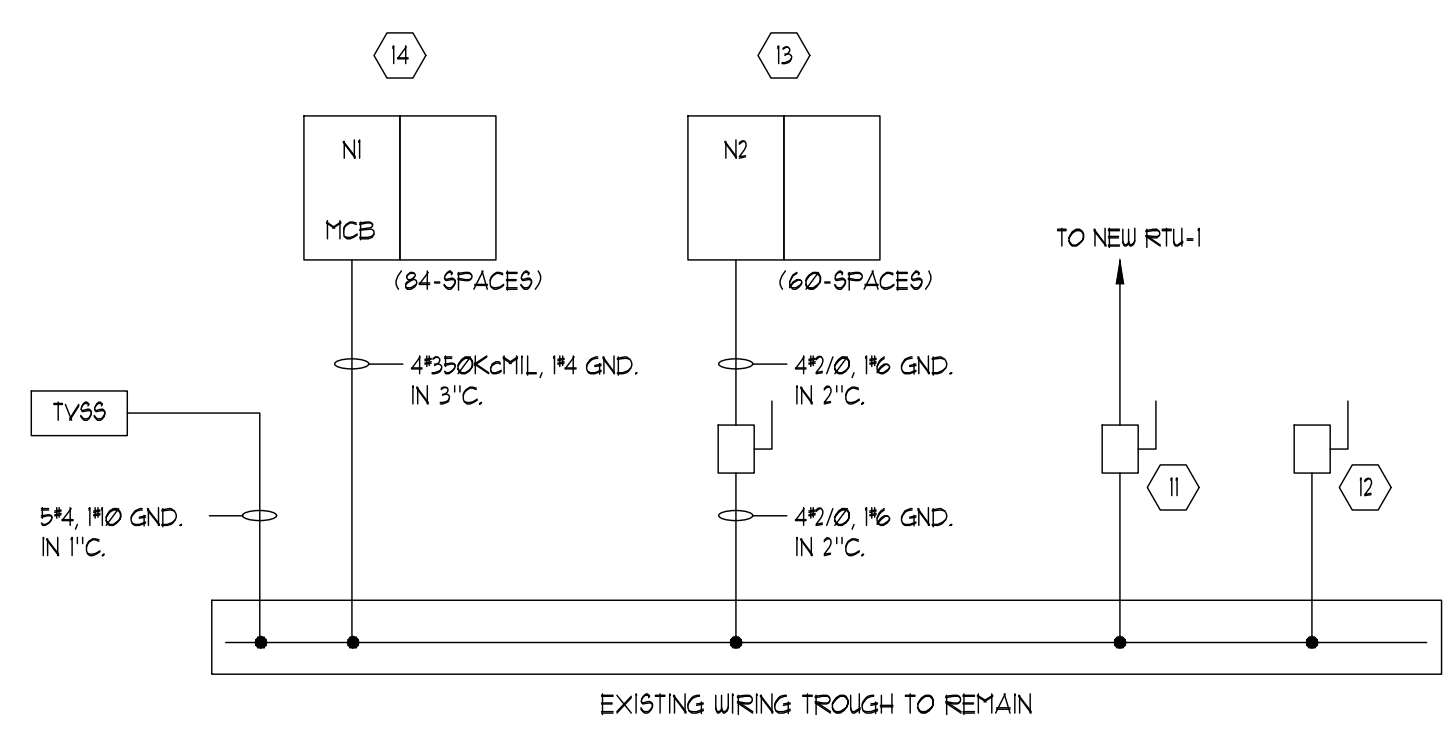 14
13
N1
N2
MCB
TO NEW RTU-1
(84-SPACES)
(60-SPACES)
4#350KcMIL, 1#4 GND.
IN 3"C.
4#2/0, 1#6 GND.
IN 2"C.
TVSS
11
12
5#4, 1#10 GND.
IN 1"C.
4#2/0, 1#6 GND.
IN 2"C.
EXISTING WIRING TROUGH TO REMAIN